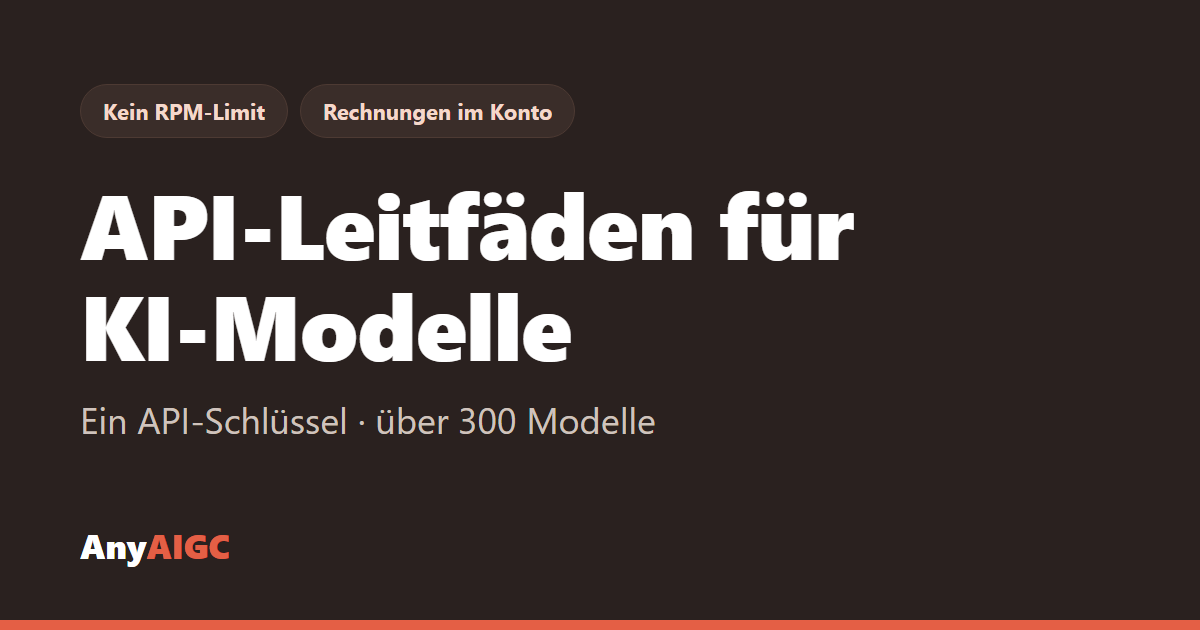 Kein RPM-Limit
Rechnungen im Konto
API-Leitfäden für
KI-Modelle
Ein API-Schlüssel · über 300 Modelle
AnyAIGC